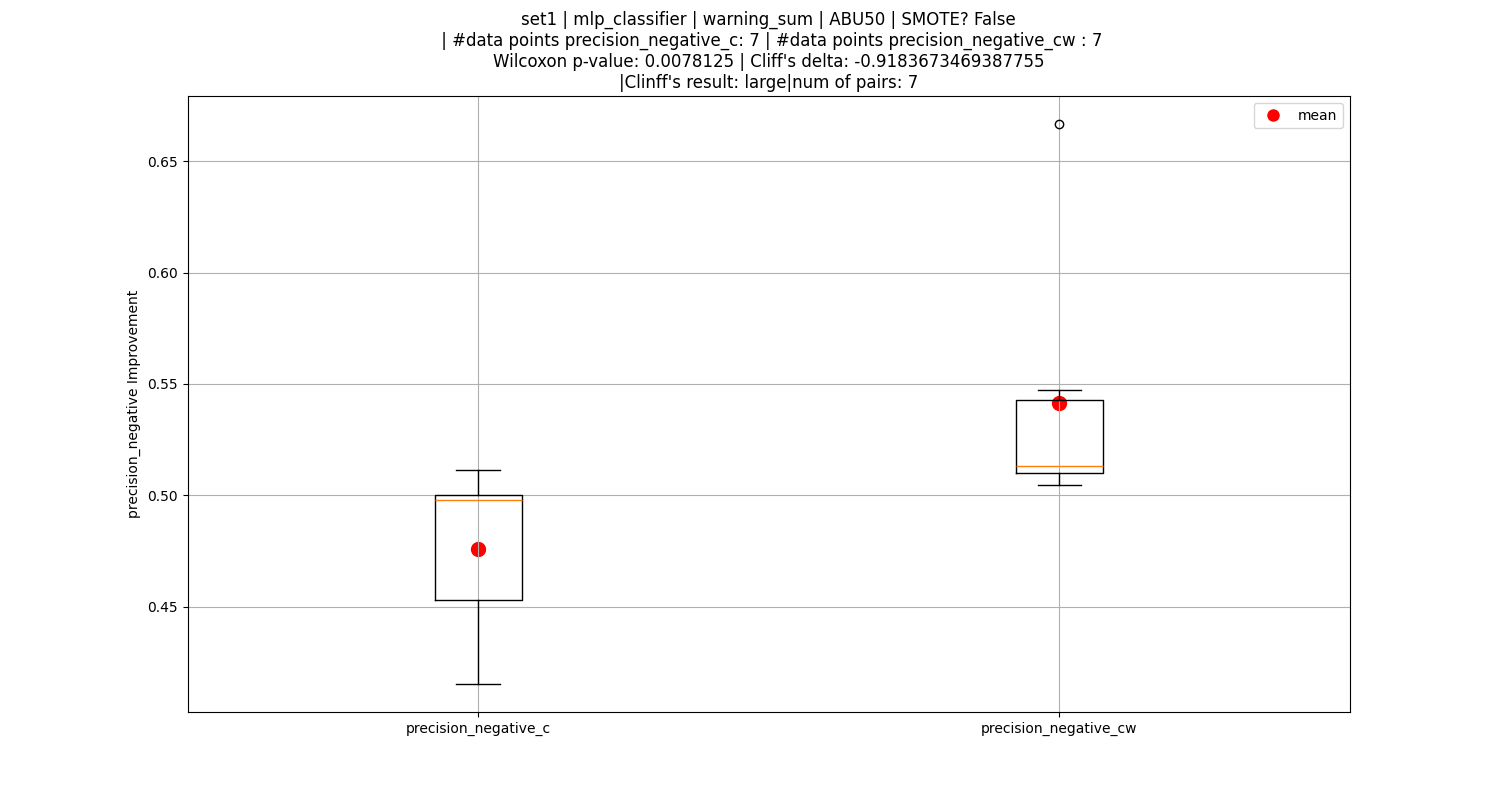 set1 | mlp_classifier | warning_sum | ABU50 | SMOTE? False
| #data points precision_negative_c: 7 | #data points precision_negative_cw : 7
Wilcoxon p-value: 0.0078125 | Cliff's delta: -0.9183673469387755
|Clinff's result: large|num of pairs: 7
mean
0.65
0.60
0.55
0.50
0.45
precision_negative Improvement
precision_negative_c
precision_negative_cw